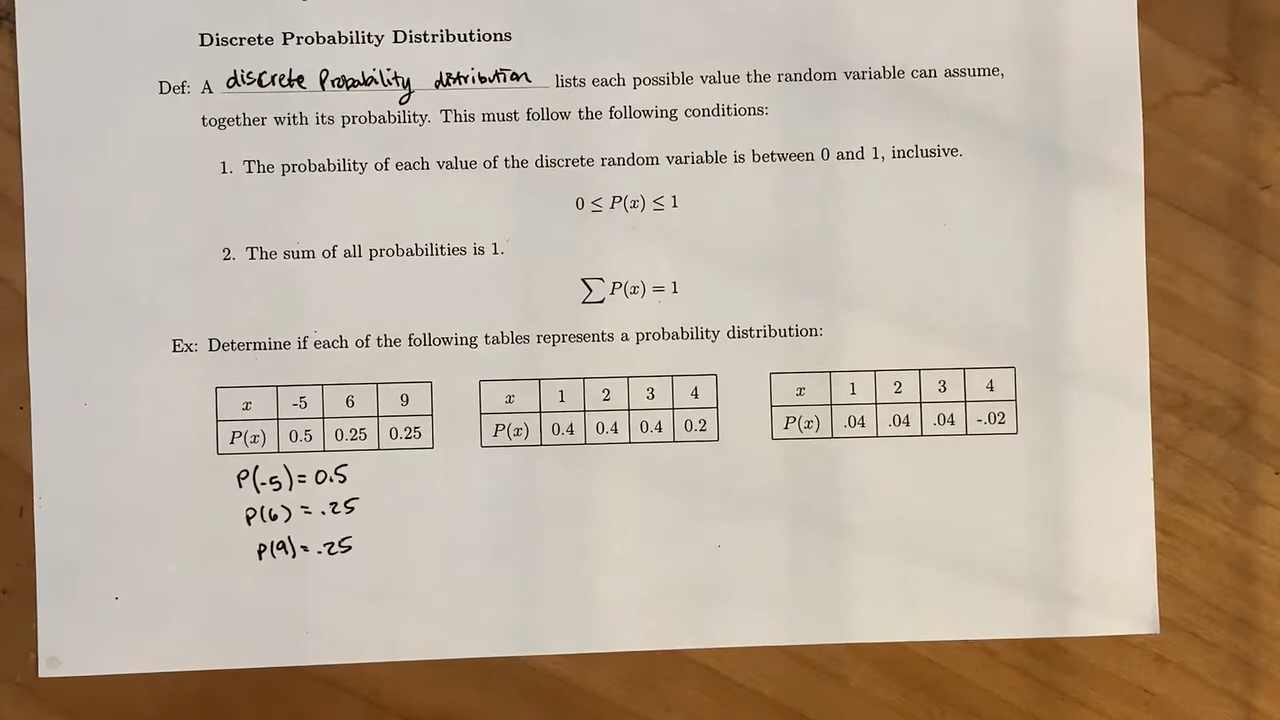 Discrete Probability Distributions
Def: A discrete Probability distribution lists each possible value the random variable can assume,
together with its probability. This must follow the following conditions:
1. The probability of each value of the discrete random variable is between 0 and 1, inclusive.
0 ≤ P(x) ≤ 1
2. The sum of all probabilities is 1.
∑ P(x) = 1
Ex: Determine if each of the following tables represents a probability distribution:
x -5 6 9
P(x) 0.5 0.25 0.25
x 1 2 3 4
P(x) 0.4 0.4 0.4 0.2
x 1 2 3 4
P(x) .04 .04 .04 -.02
P(-5) = 0.5
P(6) = .25
P(9) = .25